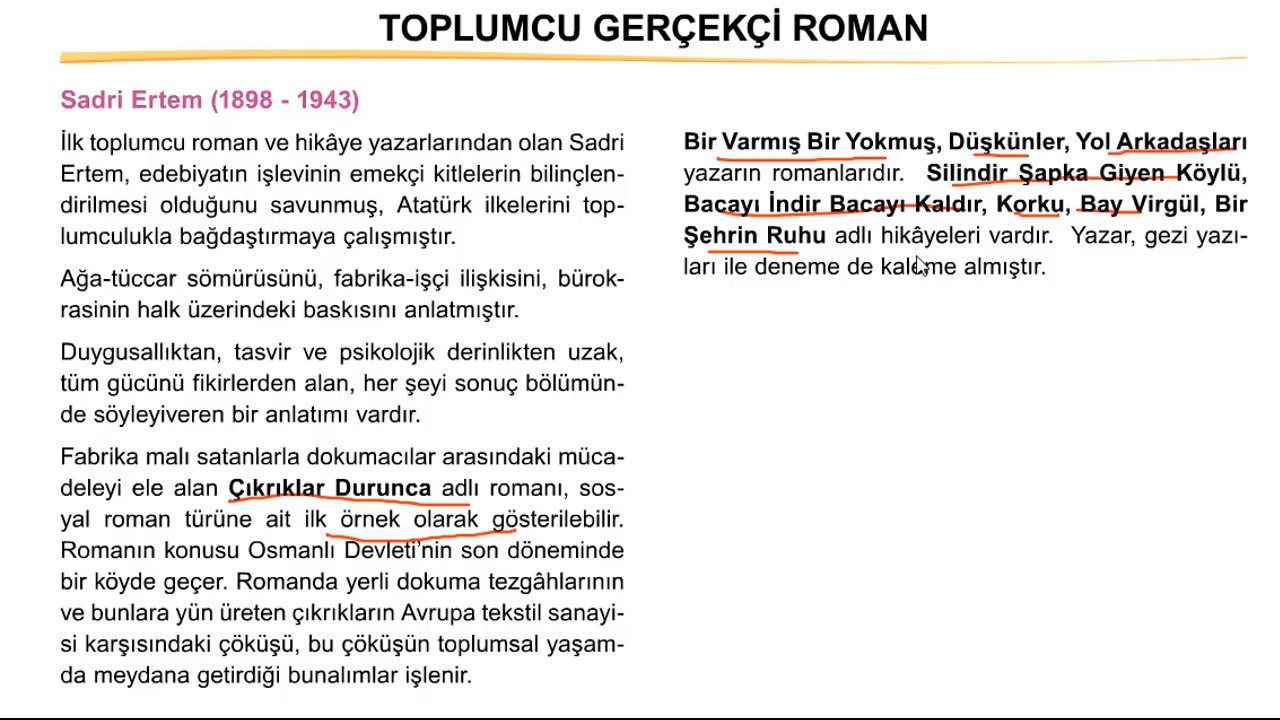 TOPLUMCU GERÇEKÇİ ROMAN
Sadri Ertem (1898 - 1943)
İlk toplumcu roman ve hikâye yazarlarından olan Sadri
Ertem, edebiyatın işlevinin emekçi kitlelerin bilinçlen-
dirilmesi olduğunu savunmuş, Atatürk ilkelerini top-
lumculukla bağdaştırmaya çalışmıştır.
Ağa-tüccar sömürüsünü, fabrika-işçi ilişkisini, bürok-
rasinin halk üzerindeki baskısını anlatmıştır.
Duygusallıktan, tasvir ve psikolojik derinlikten uzak,
tüm gücünü fikirlerden alan, her şeyi sonuç bölümün-
de söyleyiveren bir anlatımı vardır.
Fabrika malı satanlarla dokumacılar arasındaki müca-
deleyi ele alan Çıkrıklar Durunca adlı romanı, sos-
yal roman türüne ait ilk örnek olarak gösterilebilir.
Romanın konusu Osmanlı Devleti'nin son döneminde
bir köyde geçer. Romanda yerli dokuma tezgâhlarının
ve bunlara yün üreten çıkrıkların Avrupa tekstil sanayi-
si karşısındaki çöküşü, bu çöküşün toplumsal yaşam-
da meydana getirdiği bunalımlar işlenir.
Bir Varmış Bir Yokmuş, Düşkünler, Yol Arkadaşları
yazarın romanlarıdır. Silindir Şapka Giyen Köylü,
Bacayı İndir Bacayı Kaldır, Korku, Bay Virgül, Bir
Şehrin Ruhu adlı hikâyeleri vardır. Yazar, gezi yazı-
ları ile deneme de kaleme almıştır.